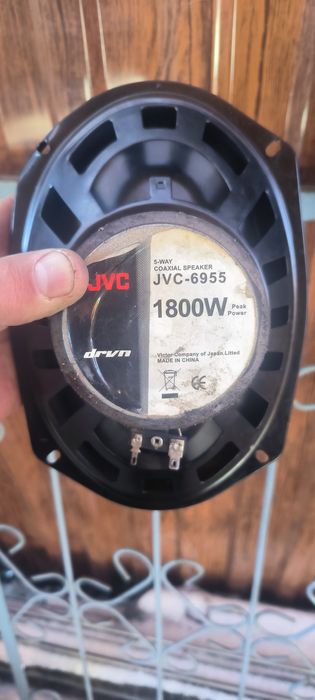 5-WAY
COAXIAL SPEAKER
JVC
JVC-6955
1800W Peak
Power
drvn
Victor Company of Japan, Litted
MADE IN CHINA
CE